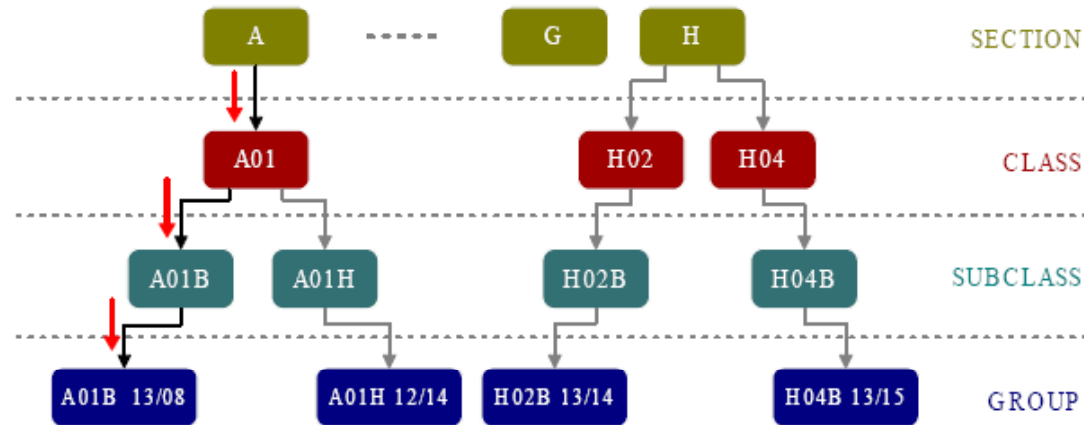 A G H SECTION
A01 H02 H04 CLASS
A01B A01H H02B H04B SUBCLASS
A01B 13/08 A01H 12/14 H02B 13/14 H04B 13/15 GROUP